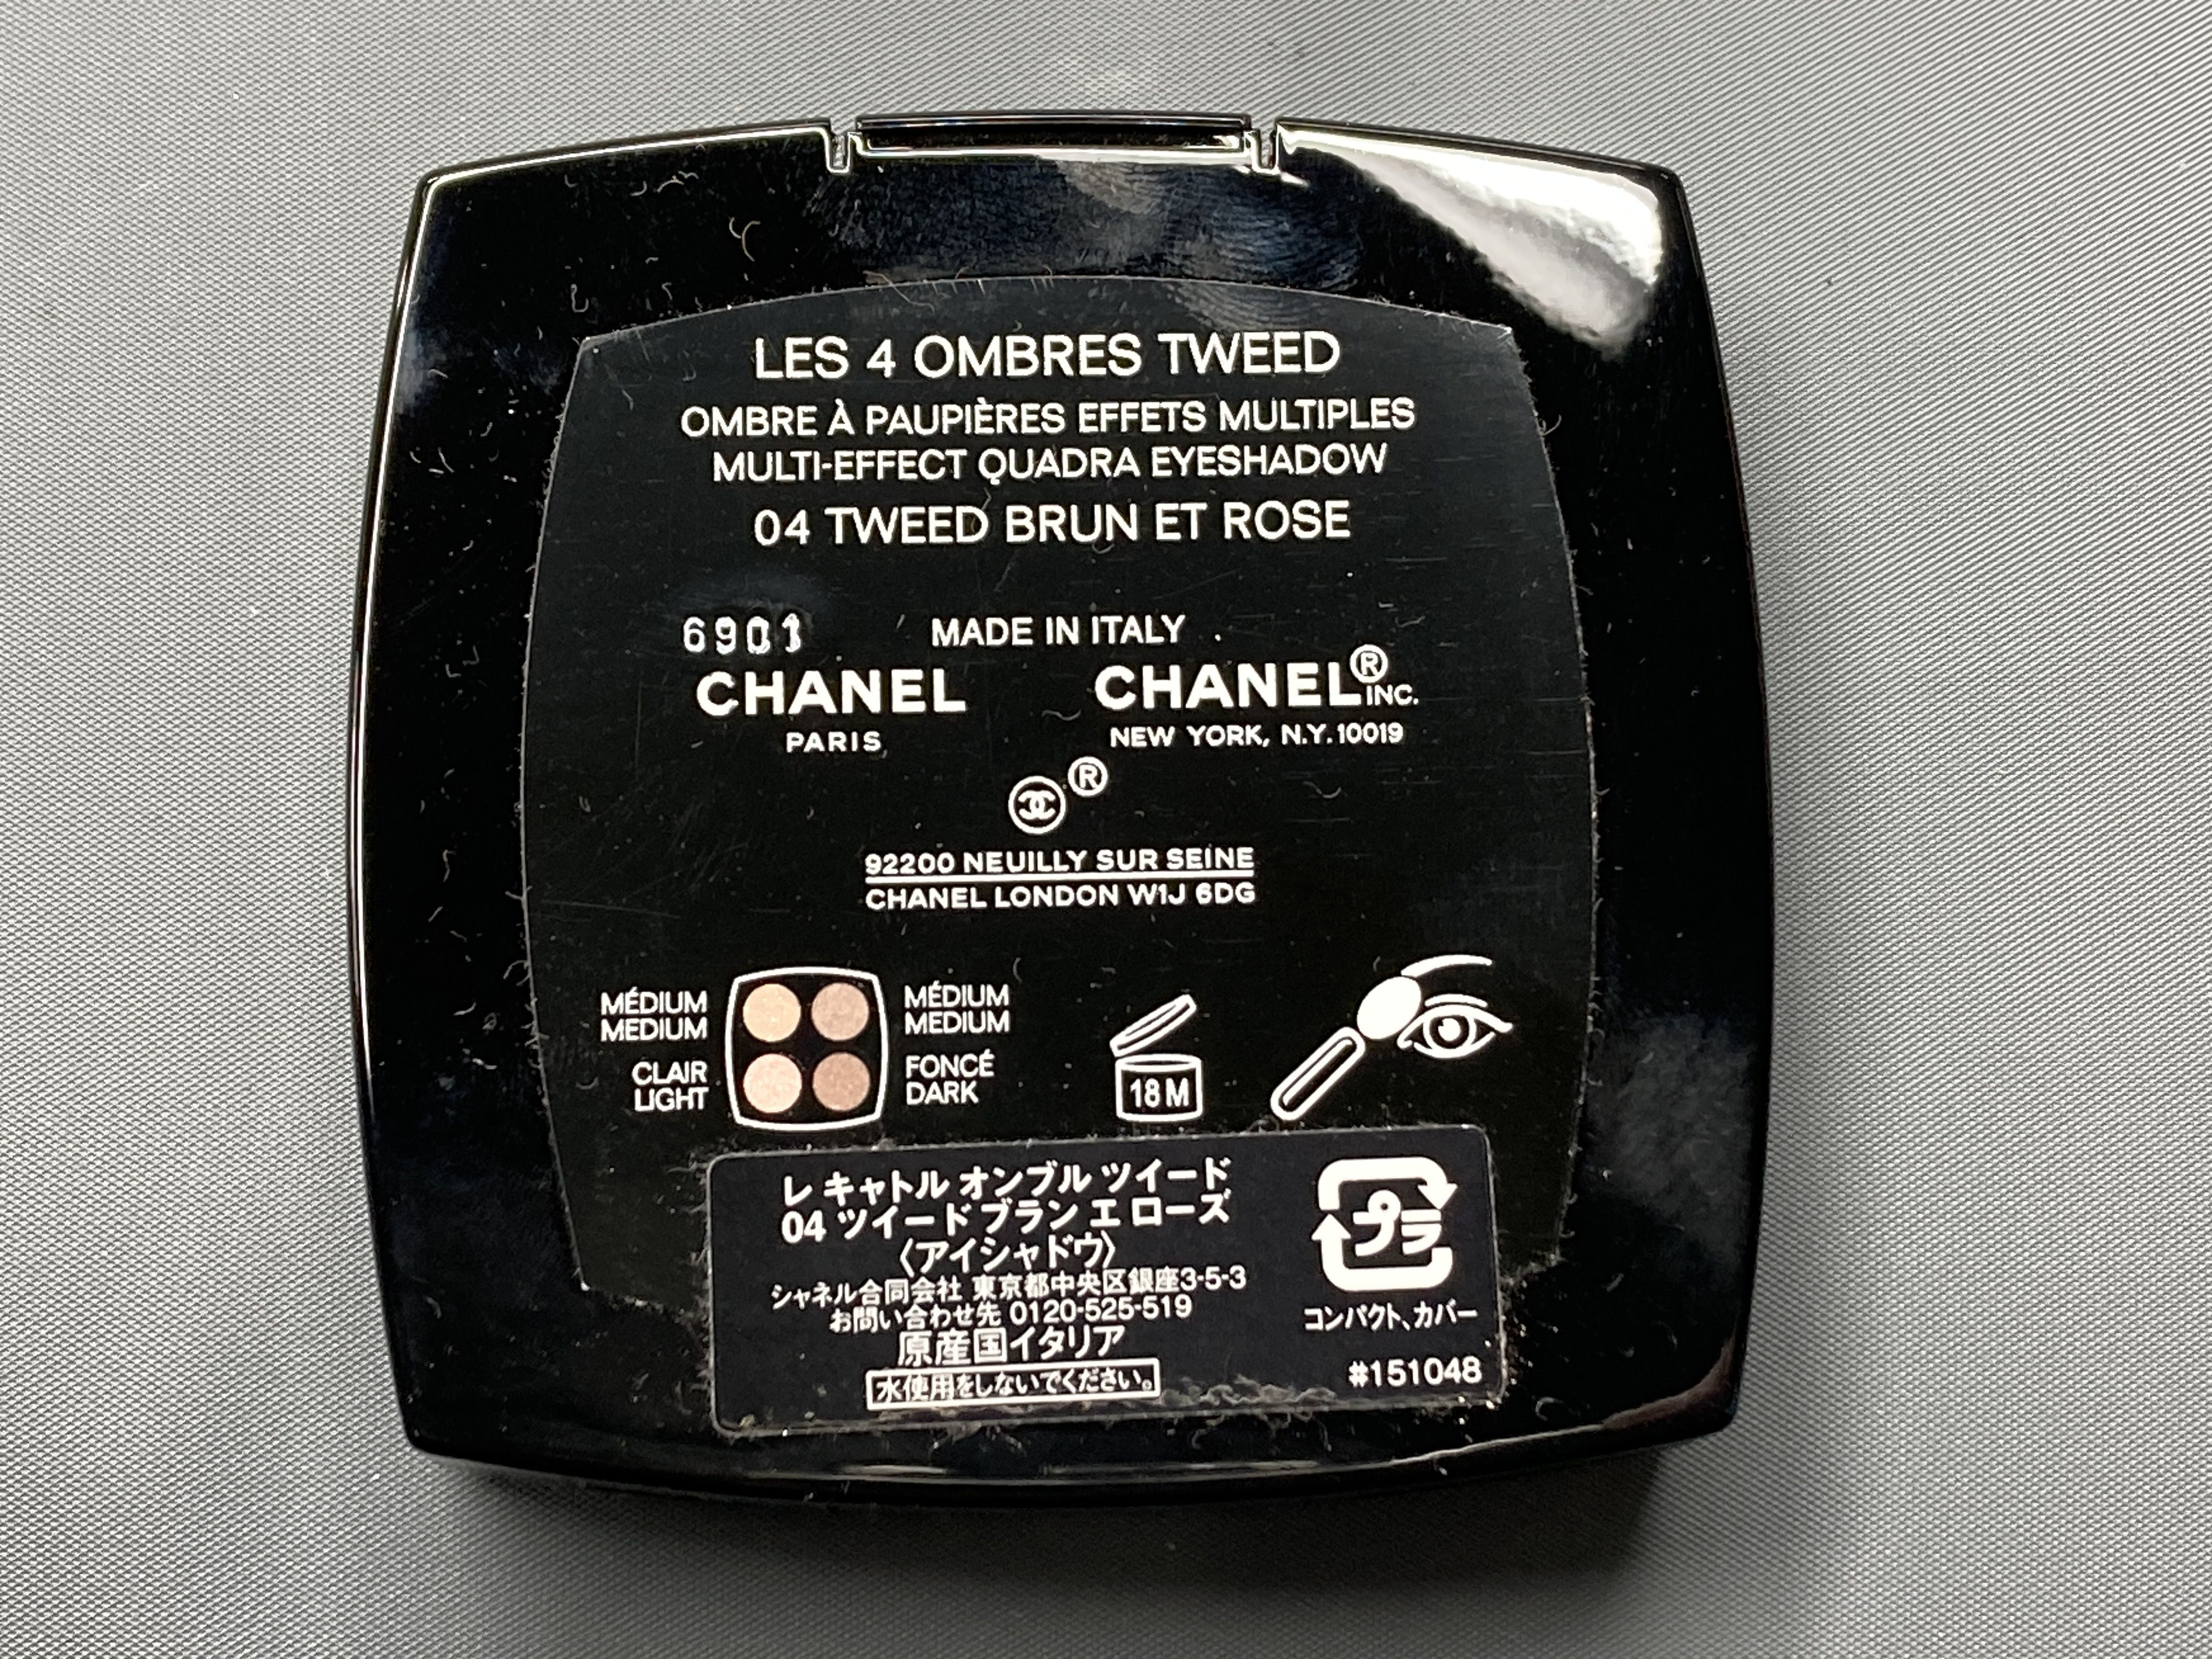 LES 4 OMBRES TWEED
OMBRE À PAUPIÈRES EFFETS MULTIPLES
MULTI-EFFECT QUADRA EYESHADOW
04 TWEED BRUN ET ROSE
6901 MADE IN ITALY
CHANEL CHANEL® INC.
PARIS NEW YORK, N.Y. 10019
®
92200 NEUILLY SUR SEINE
CHANEL LONDON W1J 6DG
MÉDIUM MÉDIUM
MEDIUM MEDIUM
CLAIR FONCÉ
LIGHT DARK
18 M
レ キャトル オンブル ツイード
04 ツイード ブラン エ ローズ
〈アイシャドウ〉
シャネル合同会社 東京都中央区銀座3-5-3
お問い合わせ先 0120-525-519
原産国イタリア
水使用をしないでください。
プラ
コンパクト、カバー
#151048